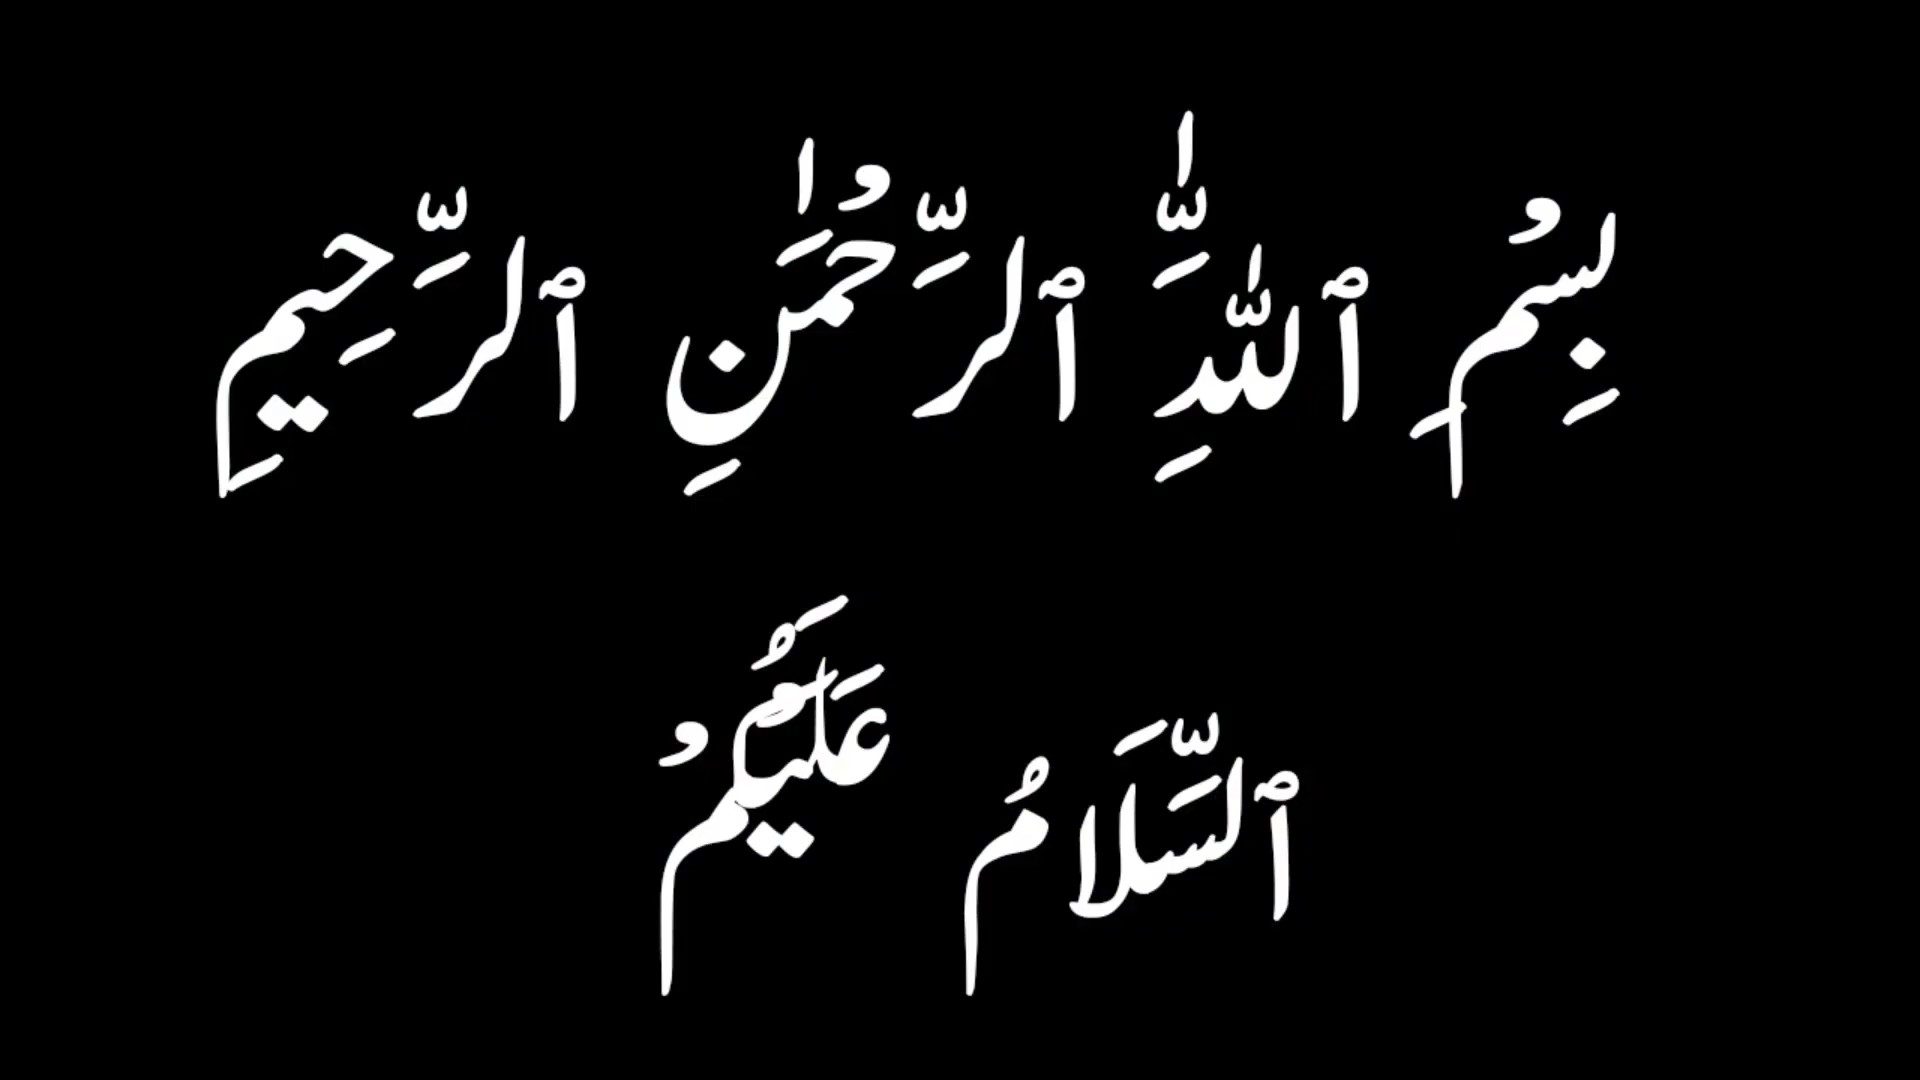 بِسْمِ ٱللَّٰهِ ٱلرَّحْمَٰنِ ٱلرَّحِيمِ
ٱلسَّلَامُ عَلَيْكُمْ